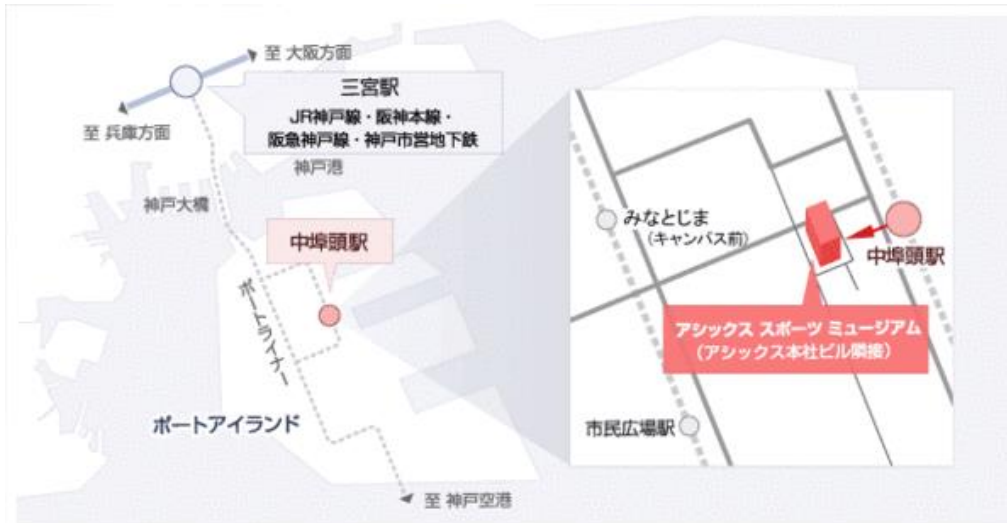 至 大阪方面
三宮駅
JR神戸線・阪神本線・
阪急神戸線・神戸市営地下鉄
至 兵庫方面
神戸港
神戸大橋
中埠頭駅
ポートライナー
ポートアイランド
至 神戸空港
みなとじま
(キャンパス前)
中埠頭駅
アシックス スポーツ ミュージアム
(アシックス本社ビル隣接)
市民広場駅